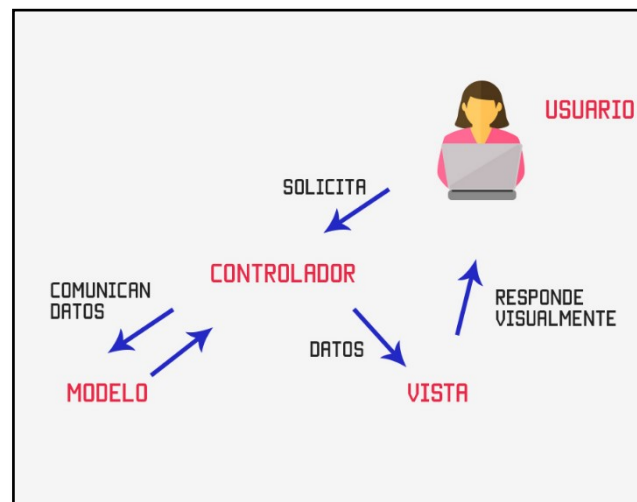 USUARIO
SOLICITA
CONTROLADOR
COMUNICAN
DATOS
RESPONDE
VISUALMENTE
DATOS
MODELO
VISTA